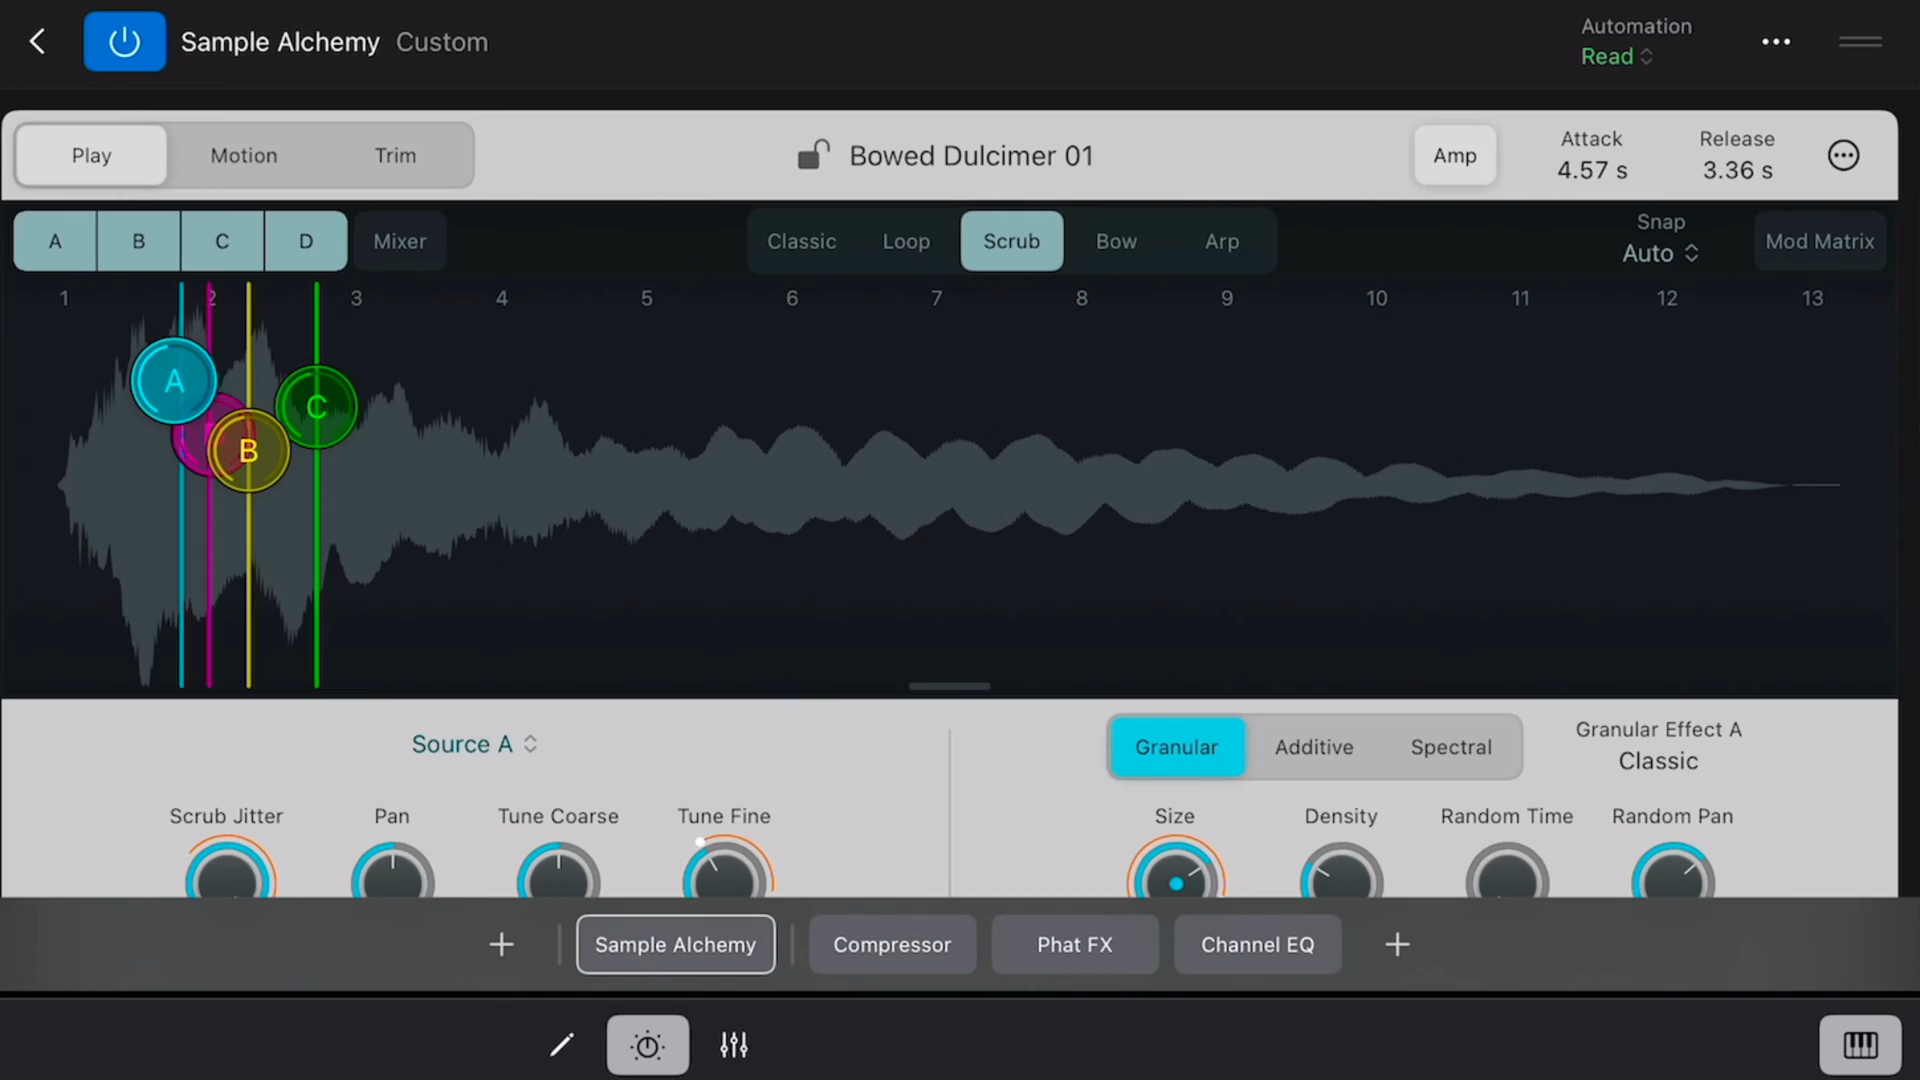 Sample Alchemy Custom
Automation
Read
Play Motion Trim
Bowed Dulcimer 01
Amp
Attack
4.57 s
Release
3.36 s
A B C D Mixer
Classic Loop Scrub Bow Arp
Snap
Auto
Mod Matrix
1 2 3 4 5 6 7 8 9 10 11 12 13
A
B
C
Source A
Granular Additive Spectral
Granular Effect A
Classic
Scrub Jitter Pan Tune Coarse Tune Fine
Size Density Random Time Random Pan
Sample Alchemy Compressor Phat FX Channel EQ